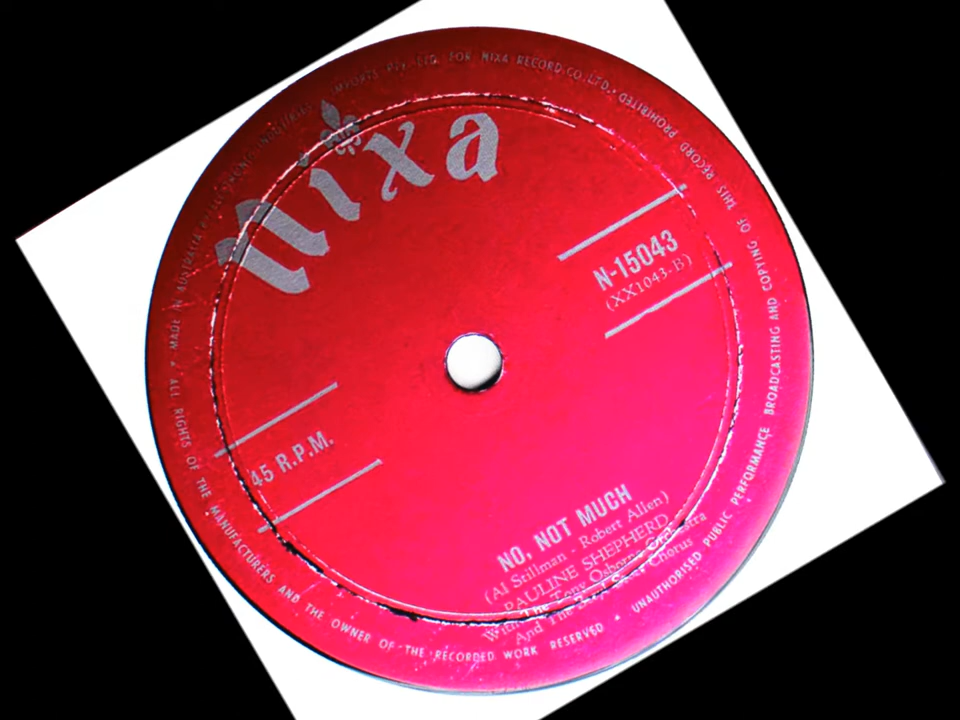 Nixa
N-15043
(XX1043-B)
45 R.P.M.
NO, NOT MUCH
(Al Stillman - Robert Allen)
PAULINE SHEPHERD
With The Tony Osborne Orchestra
And The Chorus
MADE IN AUSTRALIA IMPORTS PTY. LTD. FOR NIXA RECORD CO. LTD. PROHIBITED
ALL RIGHTS OF THE MANUFACTURERS AND THE OWNER OF THE RECORDED WORK RESERVED * UNAUTHORISED PUBLIC PERFORMANCE BROADCASTING AND COPYING OF THIS RECORD